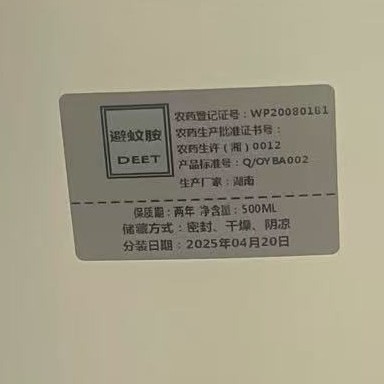 避蚊胺
DEET
农药登记证号：WP20080161
农药生产批准证书号：
农药生许（湘）0012
产品标准号：Q/OYBA002
生产厂家：湖南
保质期：两年 净含量：500ML
储藏方式：密封、干燥、阴凉
分装日期：2025年04月20日